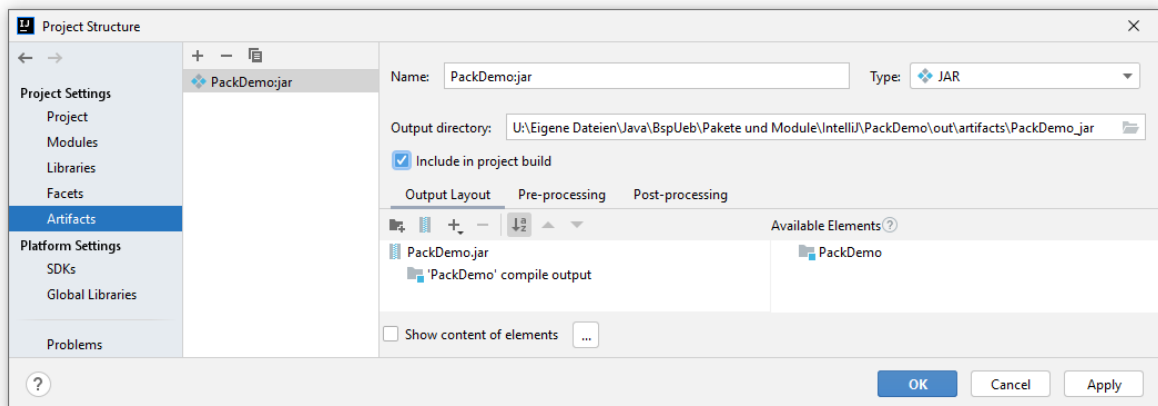 Project Structure
Project Settings
Project
Modules
Libraries
Facets
Artifacts
Platform Settings
SDKs
Global Libraries
Problems
PackDemo:jar
Name: PackDemo:jar Type: JAR
Output directory: U:\Eigene Dateien\Java\BspUeb\Pakete und Module\IntelliJ\PackDemo\out\artifacts\PackDemo_jar
Include in project build
Output Layout Pre-processing Post-processing
Available Elements ?
PackDemo.jar
'PackDemo' compile output
PackDemo
Show content of elements ...
? OK Cancel Apply